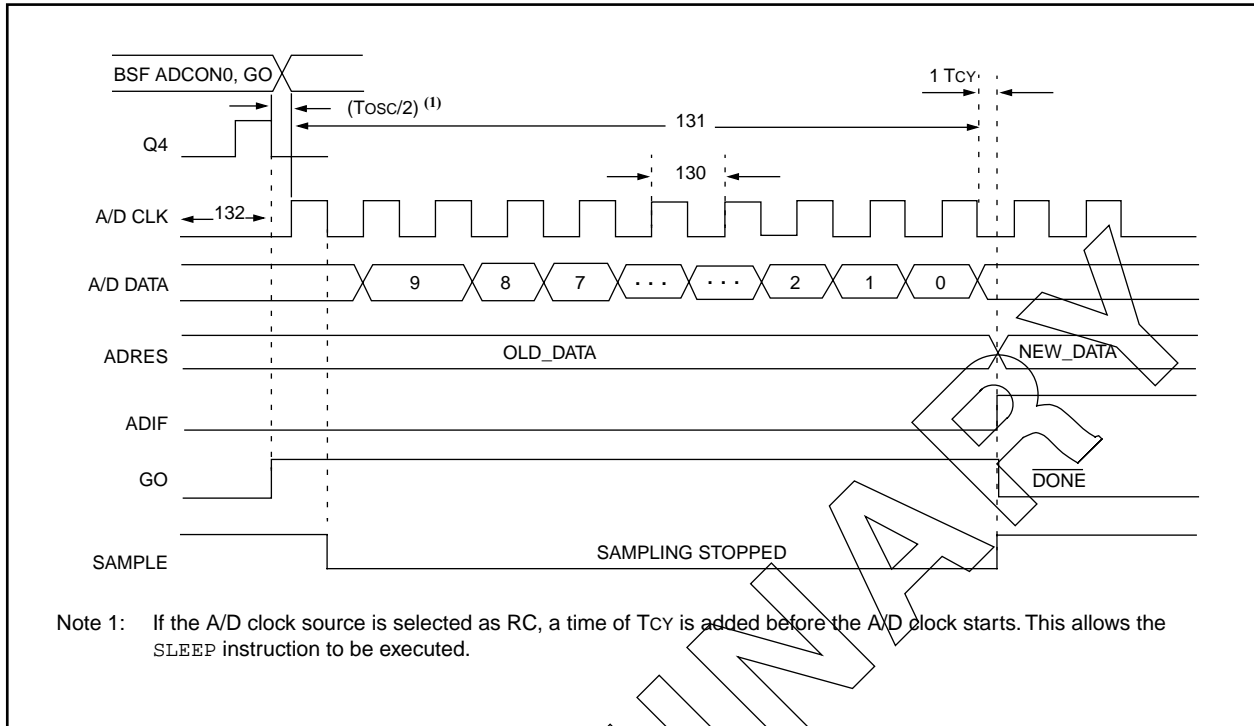 BSF ADCON0, GO
(TOSC/2) (1)
1 TCY
131
Q4
130
A/D CLK
132
A/D DATA
9 8 7 . . . . . . 2 1 0
ADRES
OLD_DATA
NEW_DATA
ADIF
GO
DONE
SAMPLE
SAMPLING STOPPED
Note 1: If the A/D clock source is selected as RC, a time of TCY is added before the A/D clock starts. This allows the
SLEEP instruction to be executed.
INARY